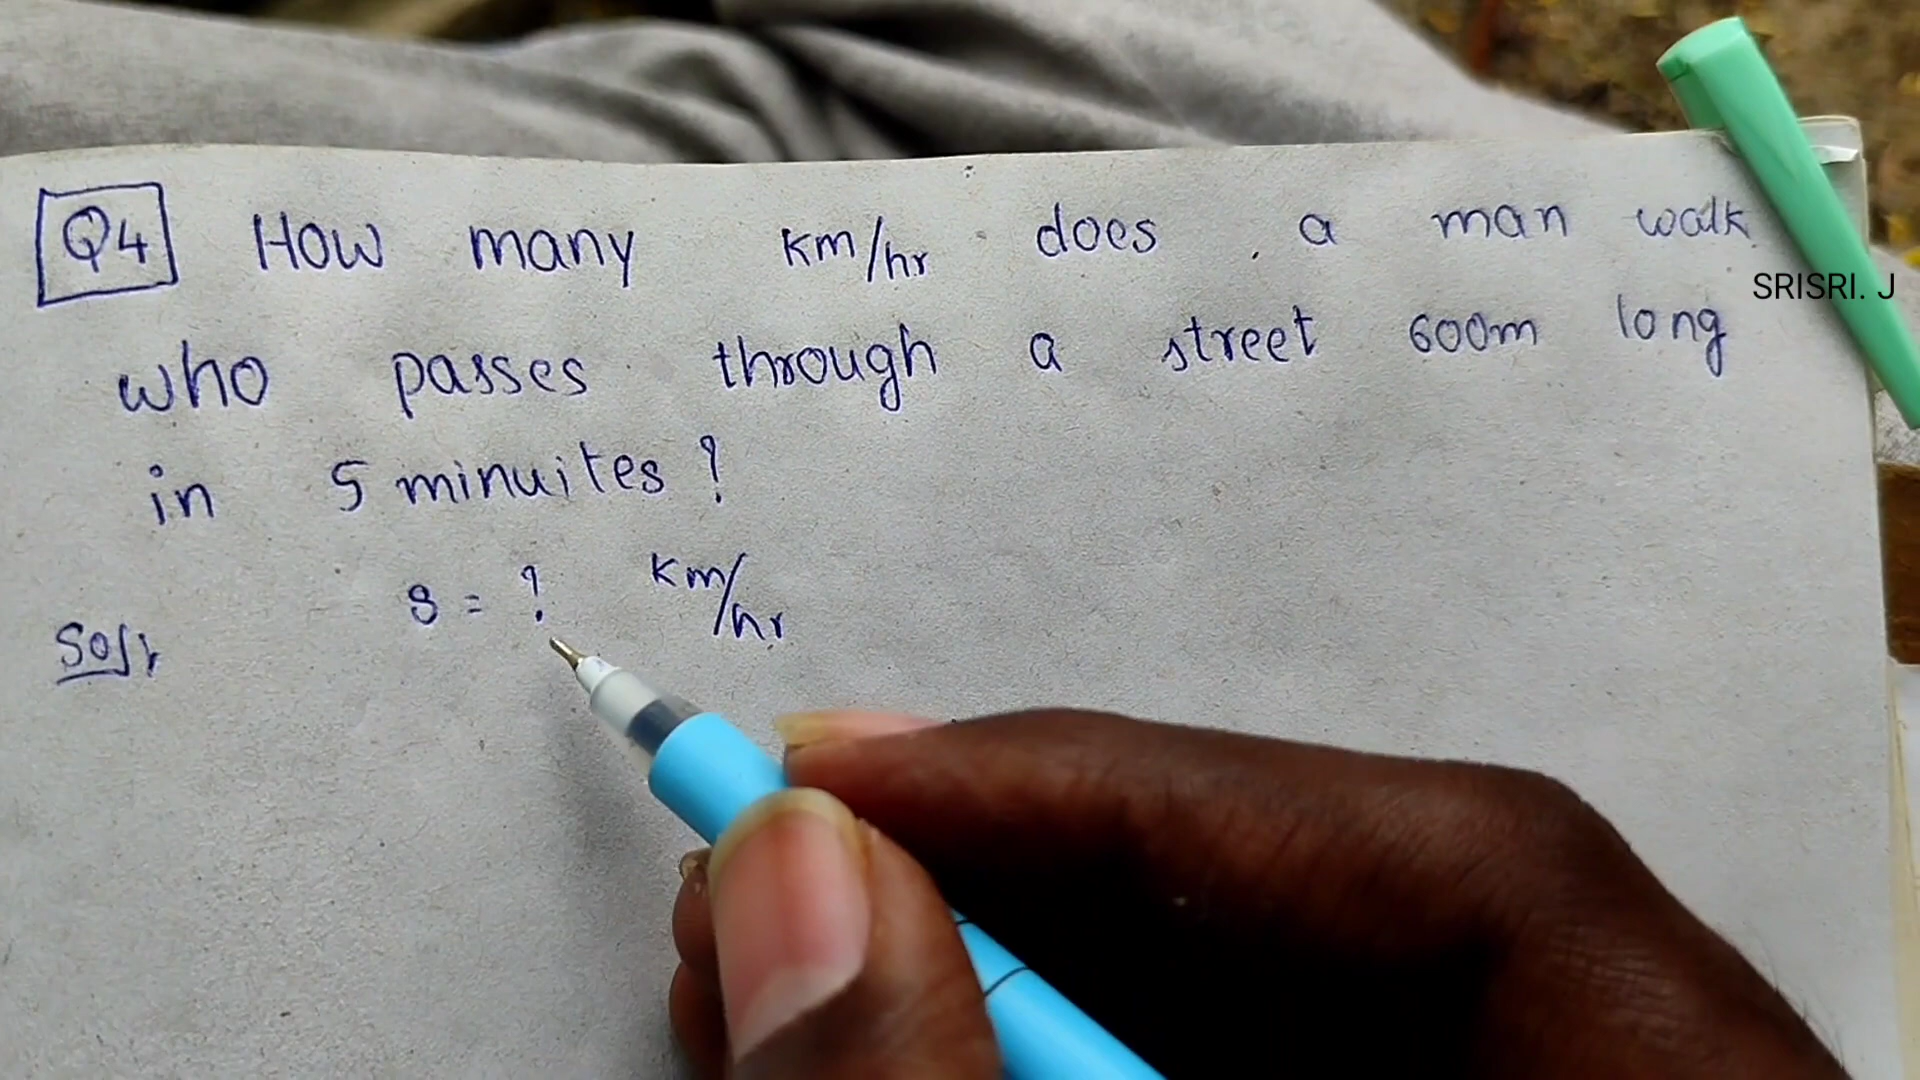 Q4 How many km/hr does a man walk
SRISRI. J
who passes through a street 600m long
in 5 minuites ?
s = ? km/hr
Soln